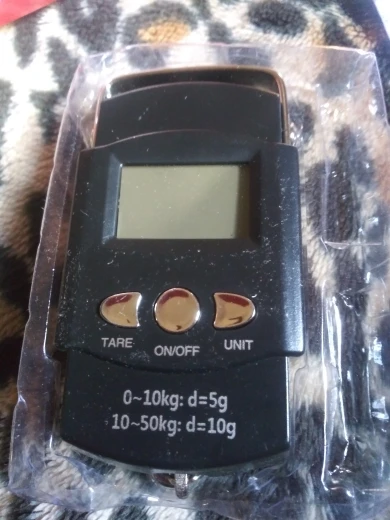 TARE ON/OFF UNIT
0~10kg: d=5g
10~50kg: d=10g